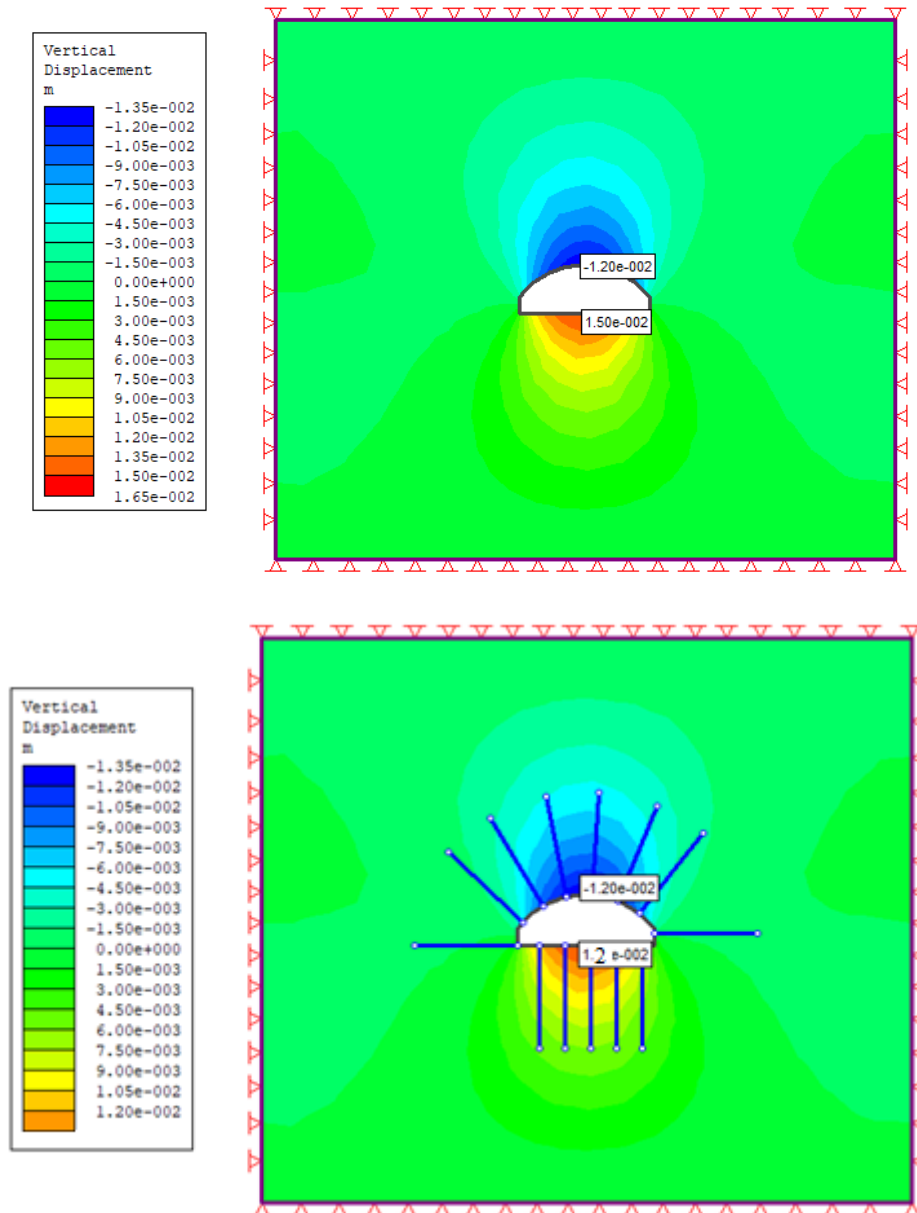 Vertical
Displacement
m
-1.35e-002
-1.20e-002
-1.05e-002
-9.00e-003
-7.50e-003
-6.00e-003
-4.50e-003
-3.00e-003
-1.50e-003
0.00e+000
1.50e-003
3.00e-003
4.50e-003
6.00e-003
7.50e-003
9.00e-003
1.05e-002
1.20e-002
1.35e-002
1.50e-002
1.65e-002
-1.20e-002
1.50e-002
Vertical
Displacement
m
-1.35e-002
-1.20e-002
-1.05e-002
-9.00e-003
-7.50e-003
-6.00e-003
-4.50e-003
-3.00e-003
-1.50e-003
0.00e+000
1.50e-003
3.00e-003
4.50e-003
6.00e-003
7.50e-003
9.00e-003
1.05e-002
1.20e-002
-1.20e-002
1.2 e-002